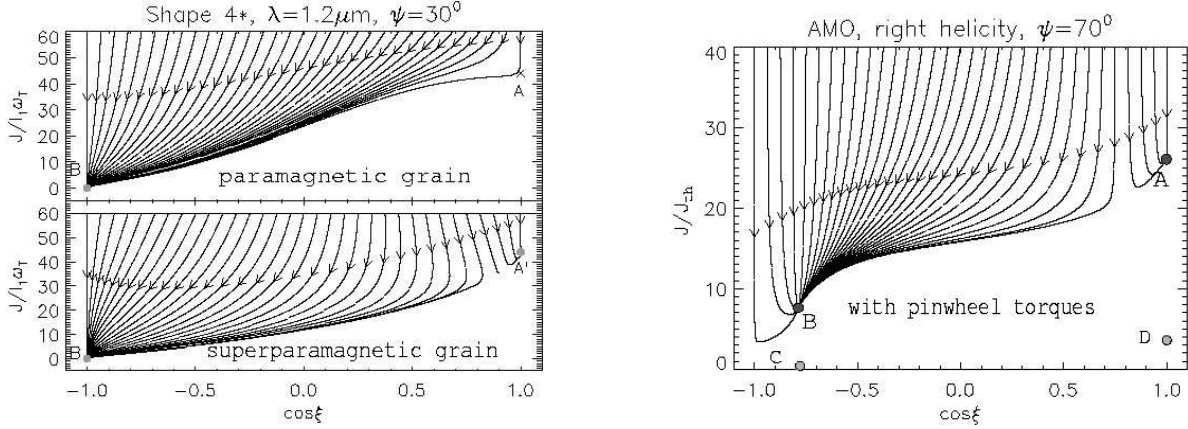 Shape 4*, λ=1.2μm, ψ=30⁰
60
50
40
30
20
10
0
J/I₁ω_T
A
B
paramagnetic grain
60
50
40
30
20
10
0
J/I₁ω_T
A'
B
superparamagnetic grain
-1.0 -0.5 0.0 0.5 1.0
cosξ
AMO, right helicity, ψ=70⁰
40
30
20
10
0
J/J_th
A
B
with pinwheel torques
C
D
-1.0 -0.5 0.0 0.5 1.0
cosξ